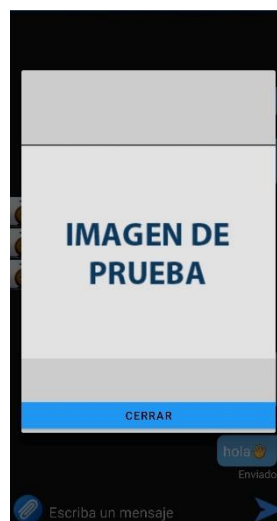 IMAGEN DE
PRUEBA
CERRAR
hola👋
Enviado
Escriba un mensaje